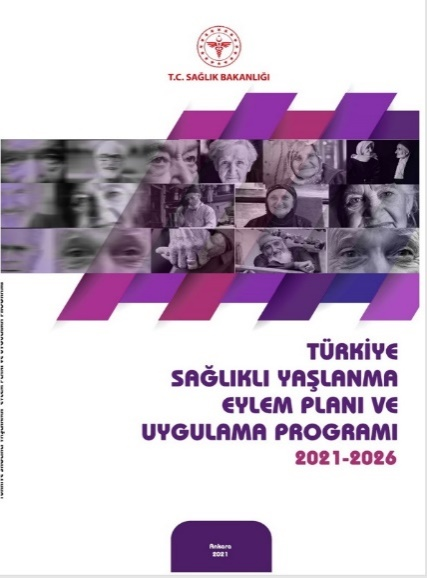 T.C. SAĞLIK BAKANLIĞI
TÜRKİYE
SAĞLIKLI YAŞLANMA
EYLEM PLANI VE
UYGULAMA PROGRAMI
2021-2026
Ankara
2021